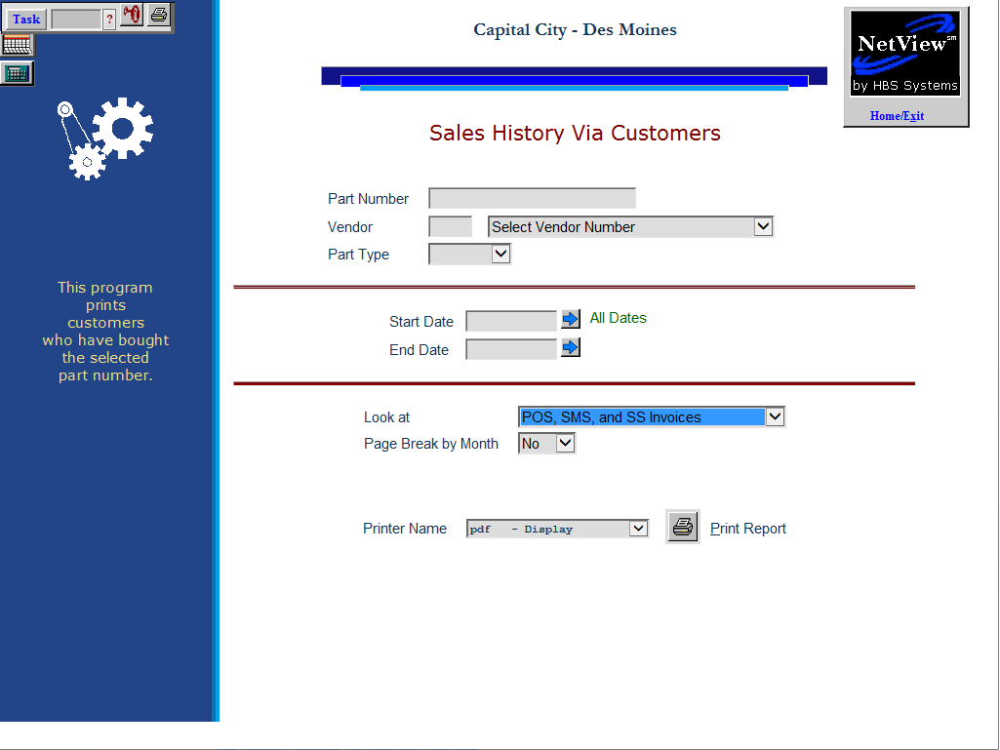 Task
?
Capital City - Des Moines
NetView℠
by HBS Systems
Home/Exit
Sales History Via Customers
Part Number
Vendor
Select Vendor Number
Part Type
This program
prints
customers
who have bought
the selected
part number.
Start Date
All Dates
End Date
Look at
POS, SMS, and SS Invoices
Page Break by Month
No
Printer Name
pdf - Display
Print Report